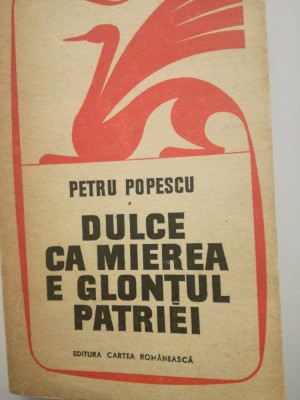 PETRU POPESCU
DULCE
CA MIEREA
E GLONȚUL
PATRIEI
EDITURA CARTEA ROMÂNEASCĂ